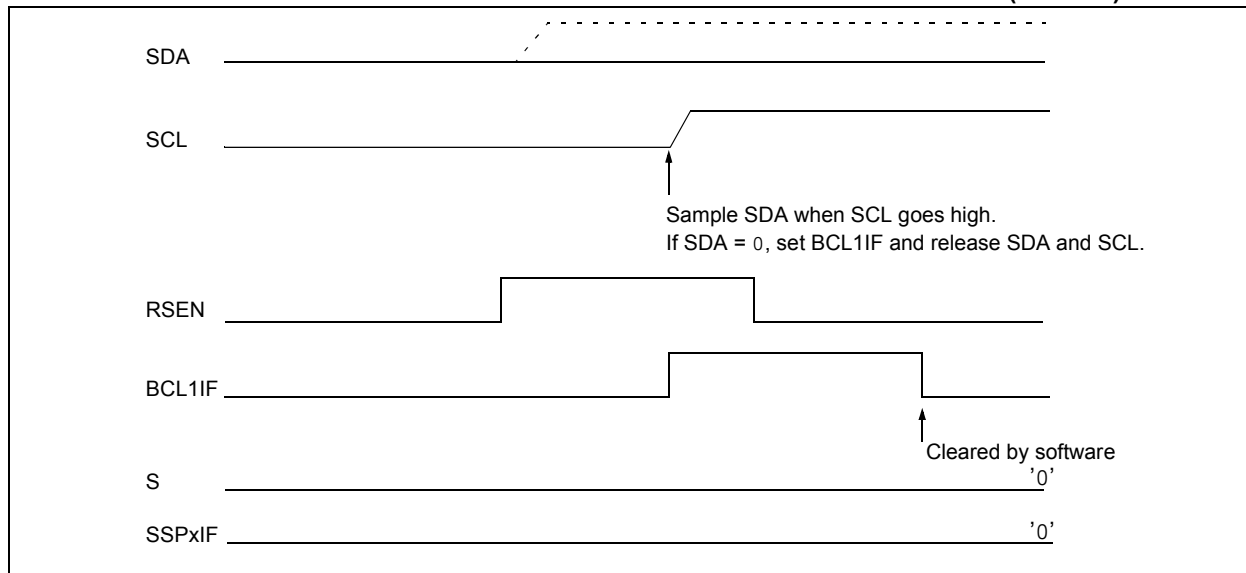 SDA
SCL
Sample SDA when SCL goes high.
If SDA = 0, set BCL1IF and release SDA and SCL.
RSEN
BCL1IF
Cleared by software
S '0'
SSPxIF '0'